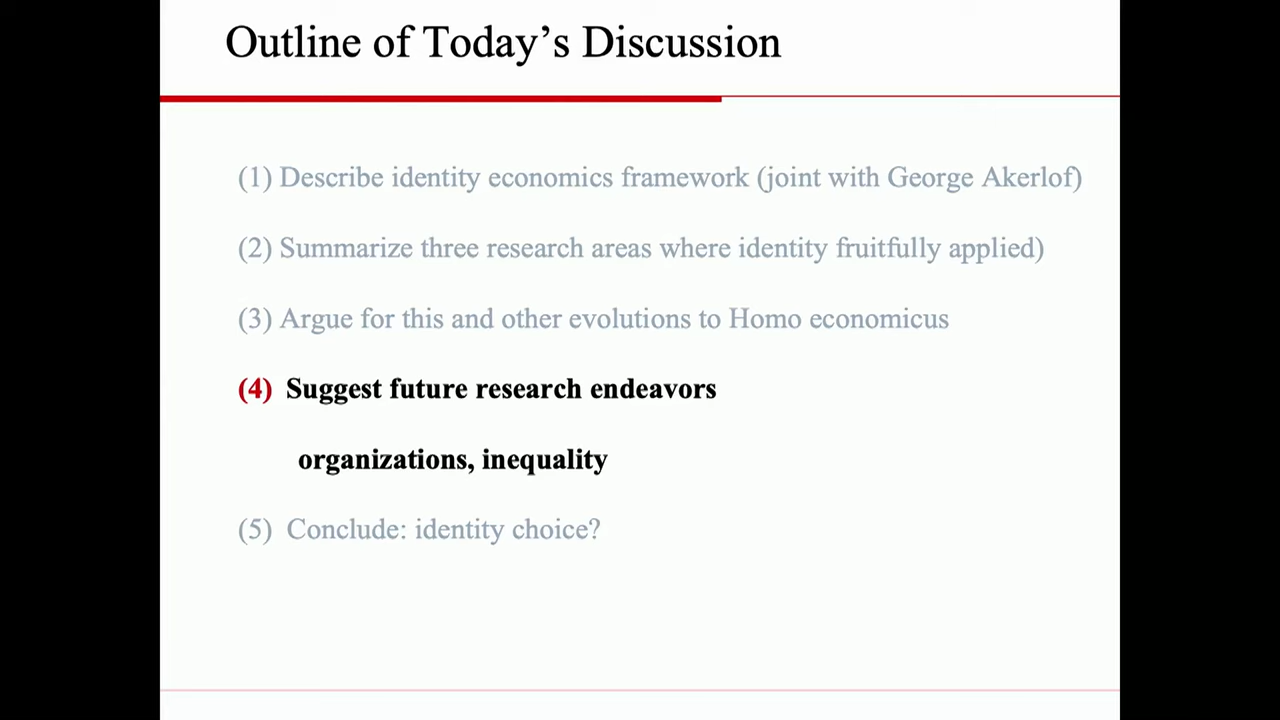 Outline of Today's Discussion
(1) Describe identity economics framework (joint with George Akerlof)
(2) Summarize three research areas where identity fruitfully applied)
(3) Argue for this and other evolutions to Homo economicus
(4) Suggest future research endeavors
organizations, inequality
(5) Conclude: identity choice?